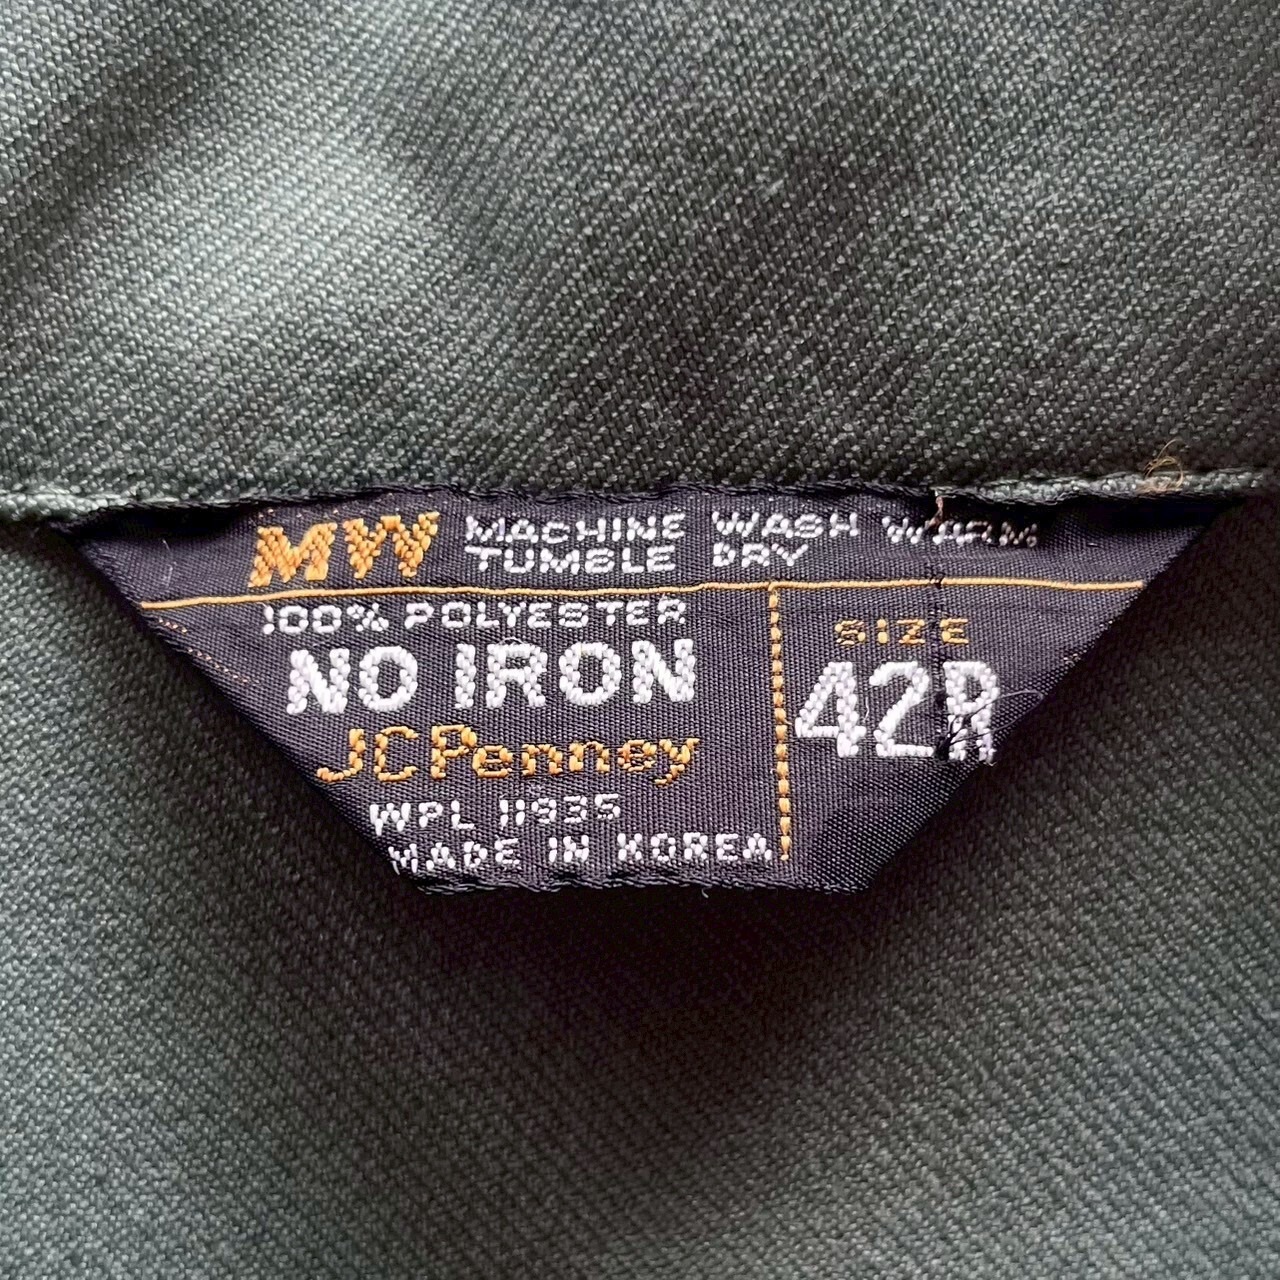 MW MACHINE WASH WARM
TUMBLE DRY
100% POLYESTER
NO IRON
JCPenney
WPL 11935
MADE IN KOREA
SIZE
42R